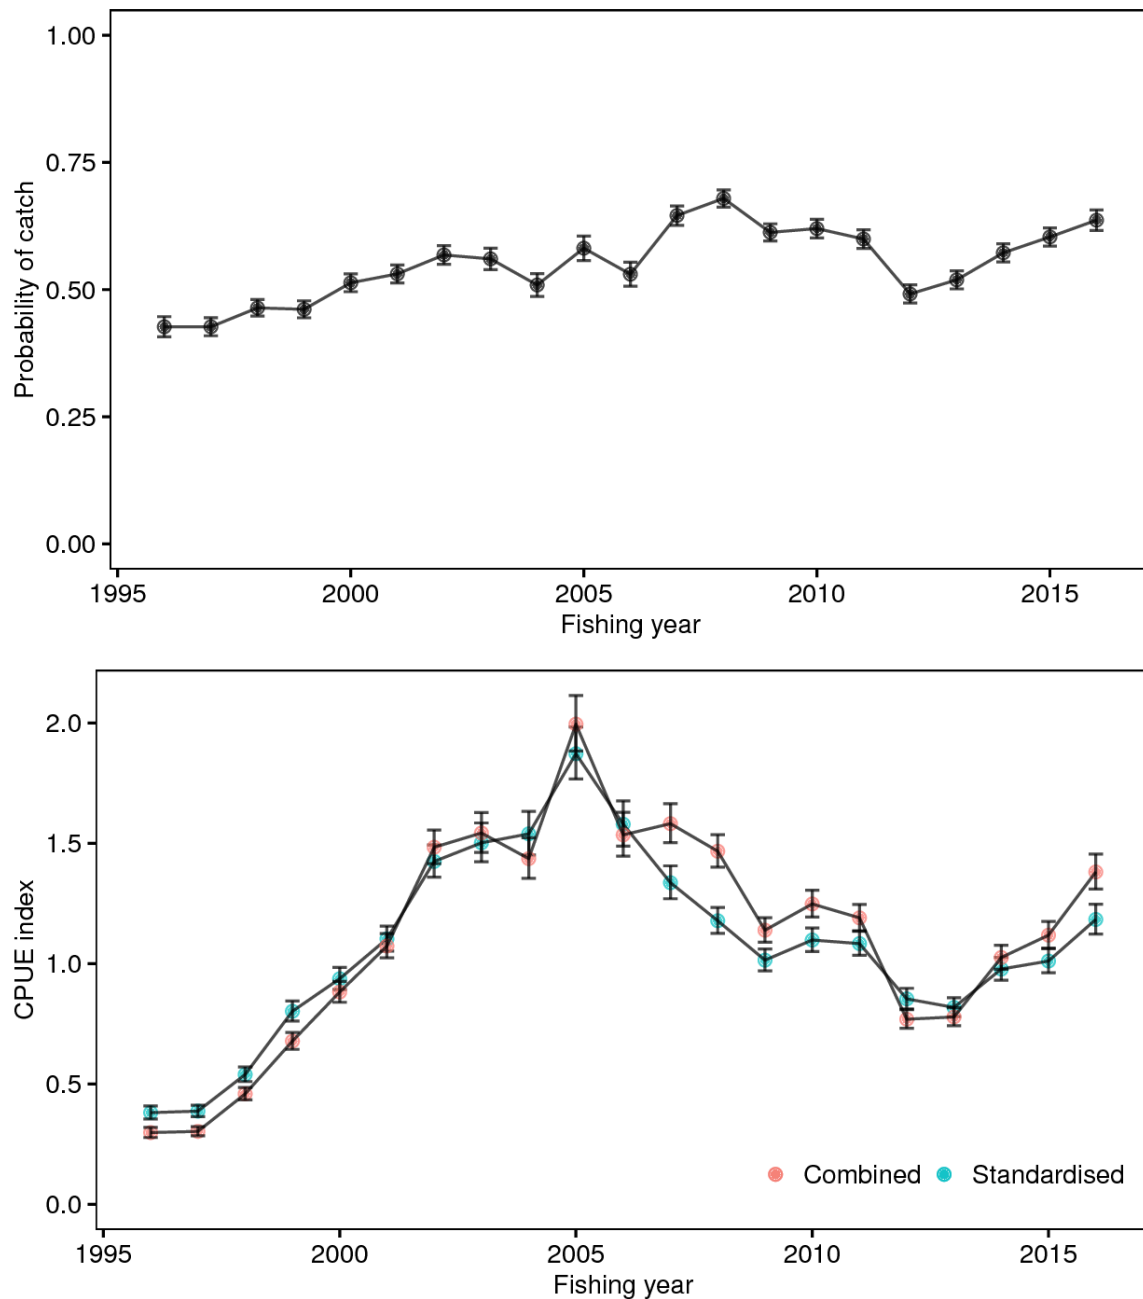 1.00
0.75
0.50
0.25
0.00
Probability of catch
1995 2000 2005 2010 2015
Fishing year
2.0
1.5
1.0
0.5
0.0
CPUE index
Combined Standardised
1995 2000 2005 2010 2015
Fishing year